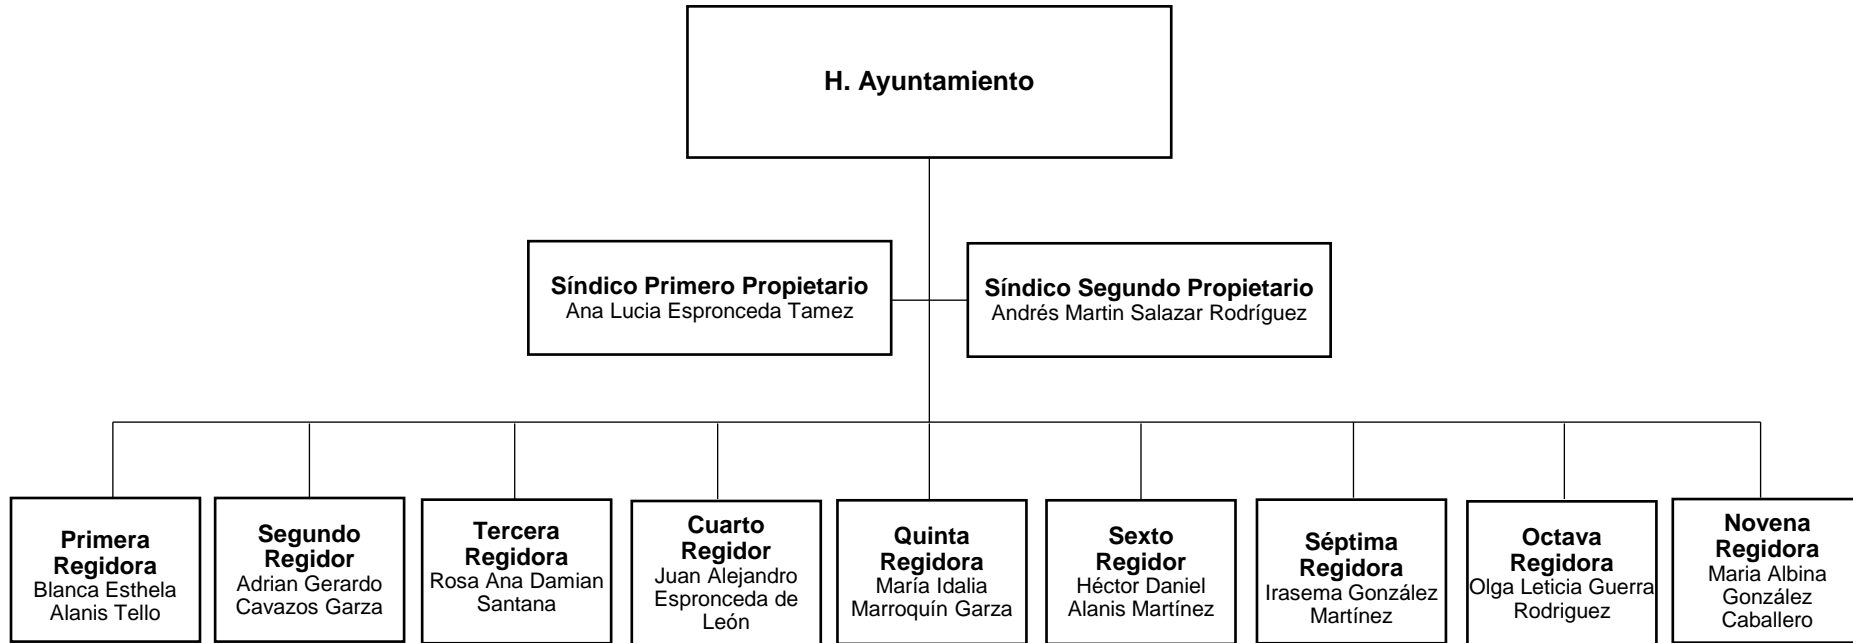 H. Ayuntamiento
Síndico Primero Propietario
Ana Lucia Espronceda Tamez
Síndico Segundo Propietario
Andrés Martin Salazar Rodríguez
Primera
Regidora
Blanca Esthela
Alanis Tello
Segundo
Regidor
Adrian Gerardo
Cavazos Garza
Tercera
Regidora
Rosa Ana Damian
Santana
Cuarto
Regidor
Juan Alejandro
Espronceda de
León
Quinta
Regidora
María Idalia
Marroquín Garza
Sexto
Regidor
Héctor Daniel
Alanis Martínez
Séptima
Regidora
Irasema González
Martínez
Octava
Regidora
Olga Leticia Guerra
Rodriguez
Novena
Regidora
Maria Albina
González
Caballero